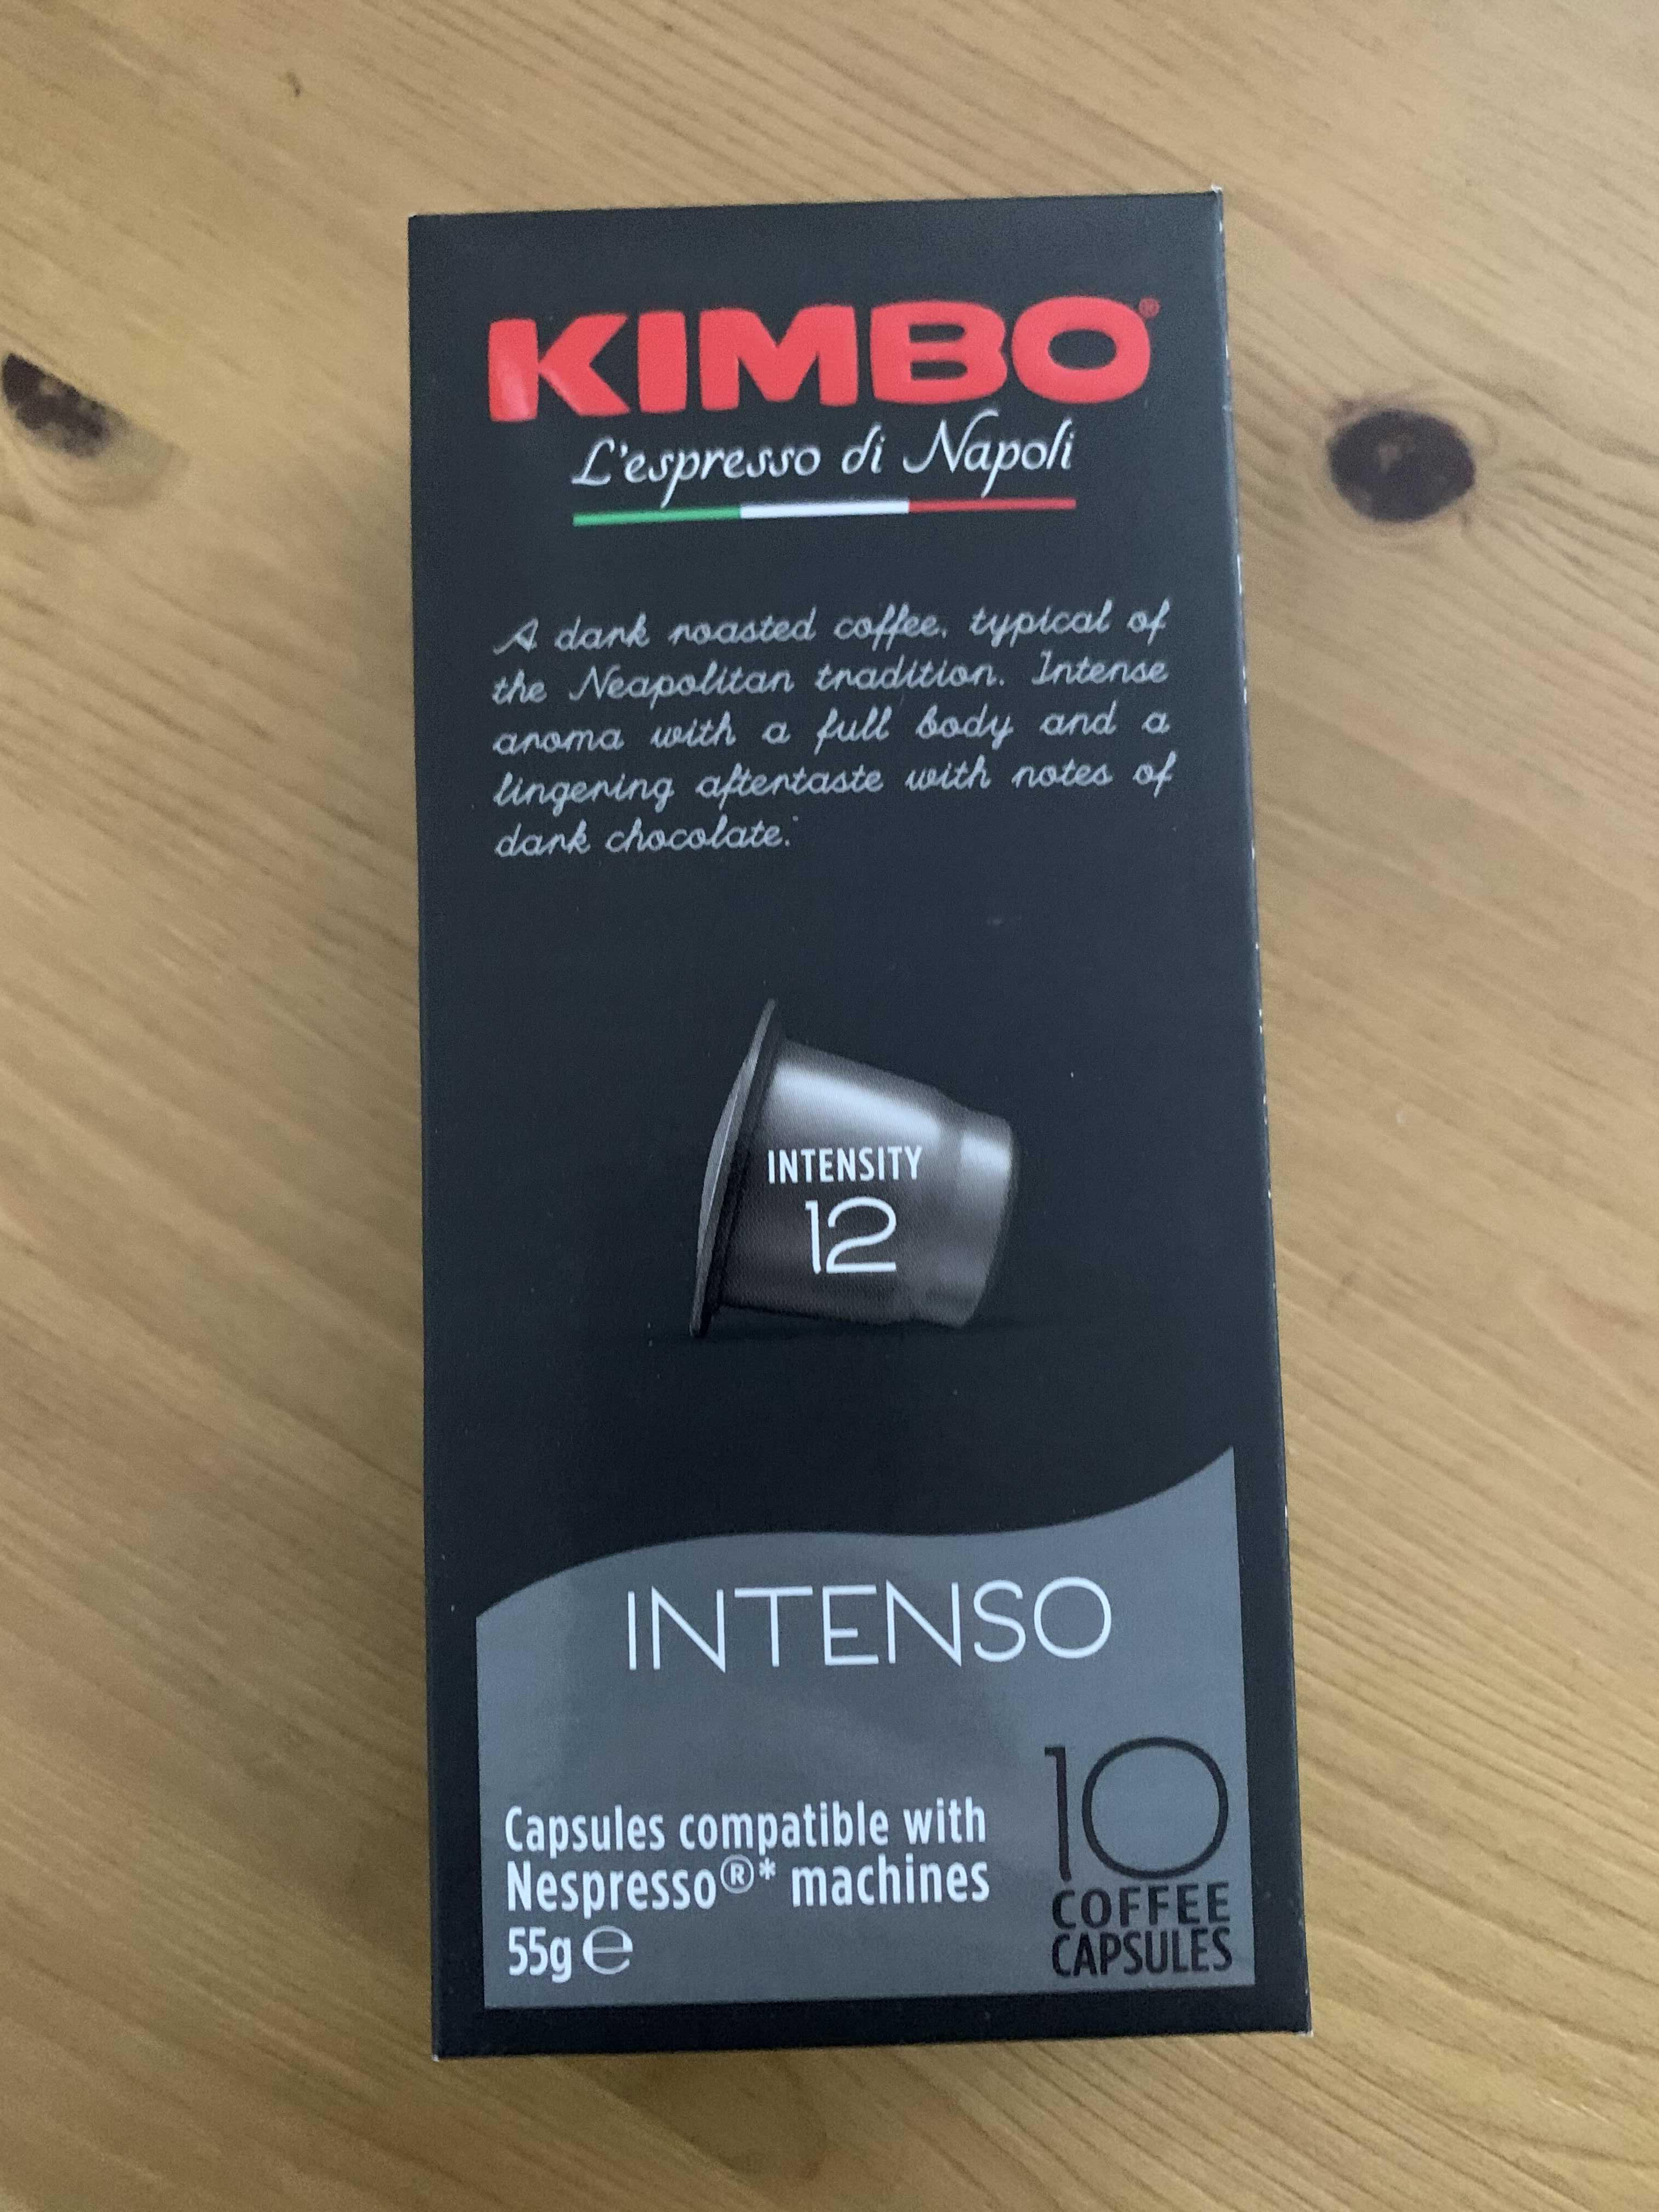 KIMBO®
L'espresso di Napoli
A dark roasted coffee, typical of
the Neapolitan tradition. Intense
aroma with a full body and a
lingering aftertaste with notes of
dark chocolate.
INTENSITY
12
INTENSO
Capsules compatible with
Nespresso®* machines
55g ℮
10
COFFEE
CAPSULES